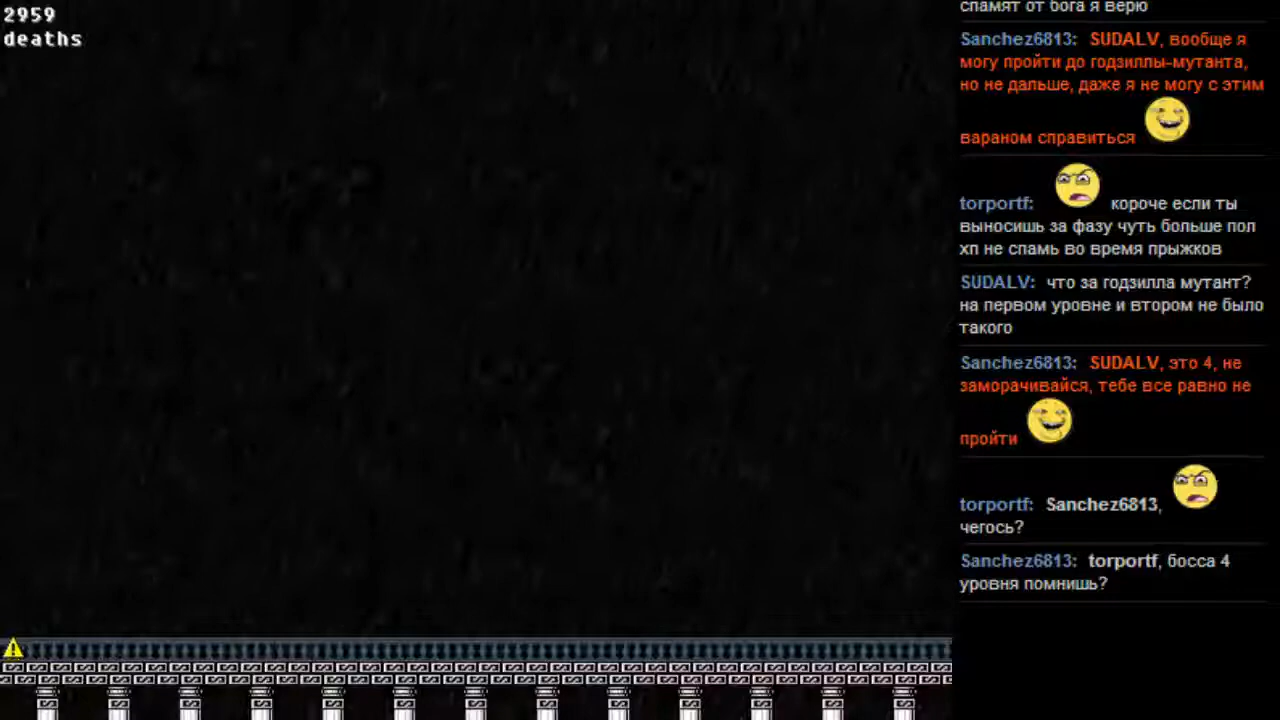 2959
deaths
спамят от бога я верю
Sanchez6813: SUDALV, вообще я
могу пройти до годзиллы-мутанта,
но не дальше, даже я не могу с этим
вараном справиться
torportf: короче если ты
выносишь за фазу чуть больше пол
хп не спамь во время прыжков
SUDALV: что за годзилла мутант?
на первом уровне и втором не было
такого
Sanchez6813: SUDALV, это 4, не
заморачивайся, тебе все равно не
пройти
torportf: Sanchez6813,
чегось?
Sanchez6813: torportf, босса 4
уровня помнишь?